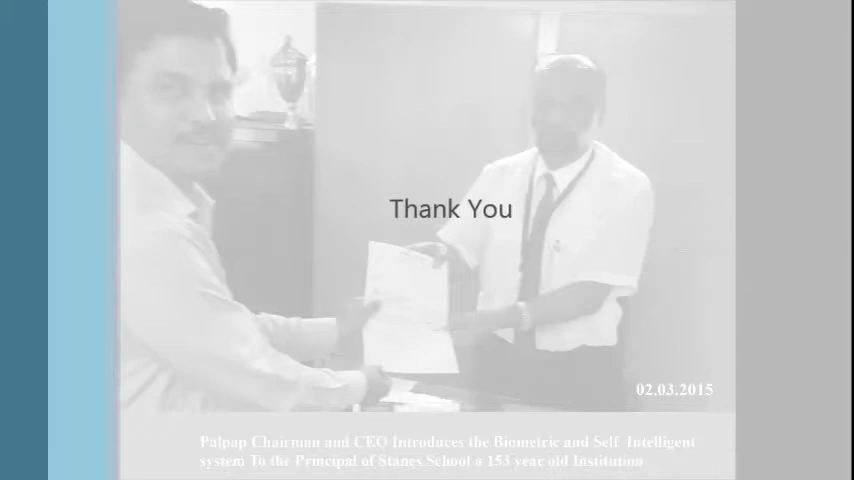 Thank You
02.03.2015
Palpap Chairman and CEO Introduces the Biometric and Self Intelligent
system To the Principal of Stanes School a 153 year old Institution